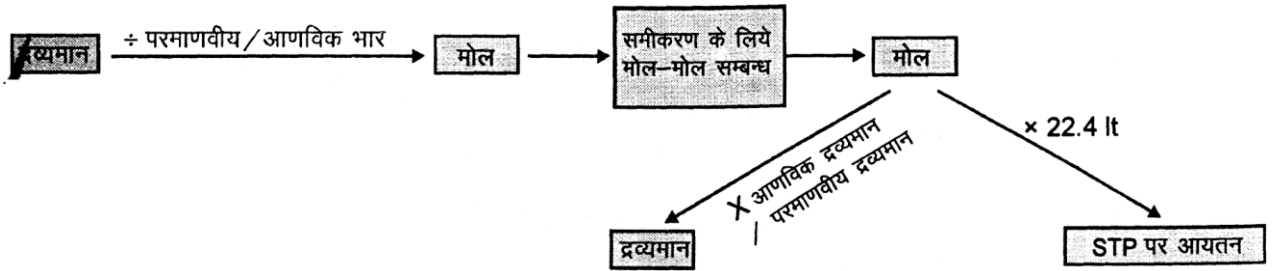 द्रव्यमान
÷ परमाणवीय / आणविक भार
मोल
समीकरण के लिये
मोल–मोल सम्बन्ध
मोल
X आणविक द्रव्यमान
/ परमाणवीय द्रव्यमान
× 22.4 lt
द्रव्यमान
STP पर आयतन